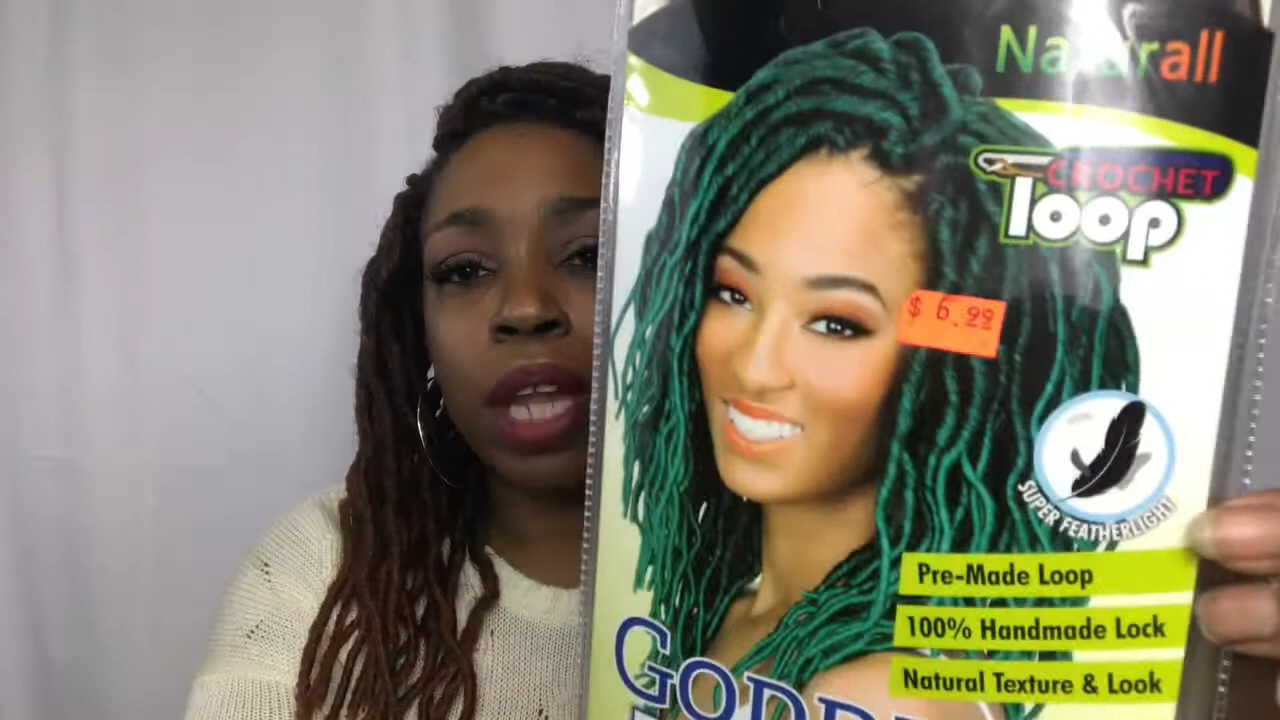 Naturall
CROCHET
loop
$ 6.99
SUPER FEATHERLIGHT
Pre-Made Loop
100% Handmade Lock
Natural Texture & Look